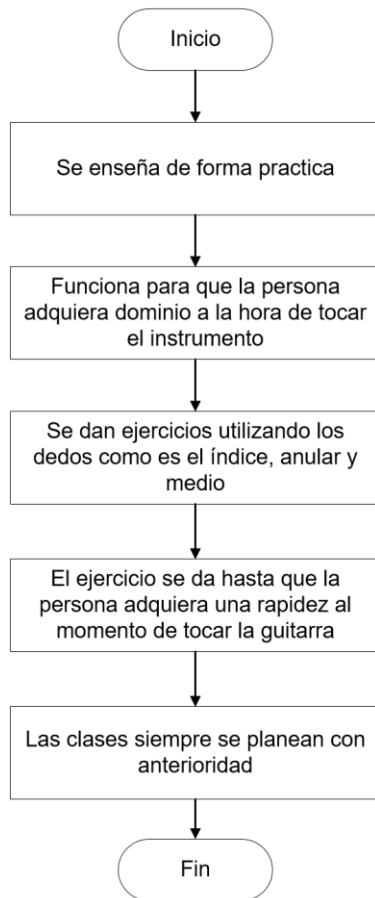 Inicio
Se enseña de forma practica
Funciona para que la persona
adquiera dominio a la hora de tocar
el instrumento
Se dan ejercicios utilizando los
dedos como es el índice, anular y
medio
El ejercicio se da hasta que la
persona adquiera una rapidez al
momento de tocar la guitarra
Las clases siempre se planean con
anterioridad
Fin